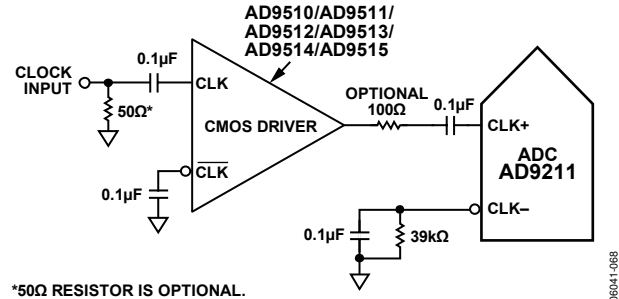 AD9510/AD9511/
AD9512/AD9513/
AD9514/AD9515
0.1µF
CLOCK
INPUT
CLK
50Ω*
CMOS DRIVER
OPTIONAL
100Ω
0.1µF
CLK+
ADC
AD9211
CLK
0.1µF
CLK–
0.1µF
39kΩ
*50Ω RESISTOR IS OPTIONAL.
06041-068